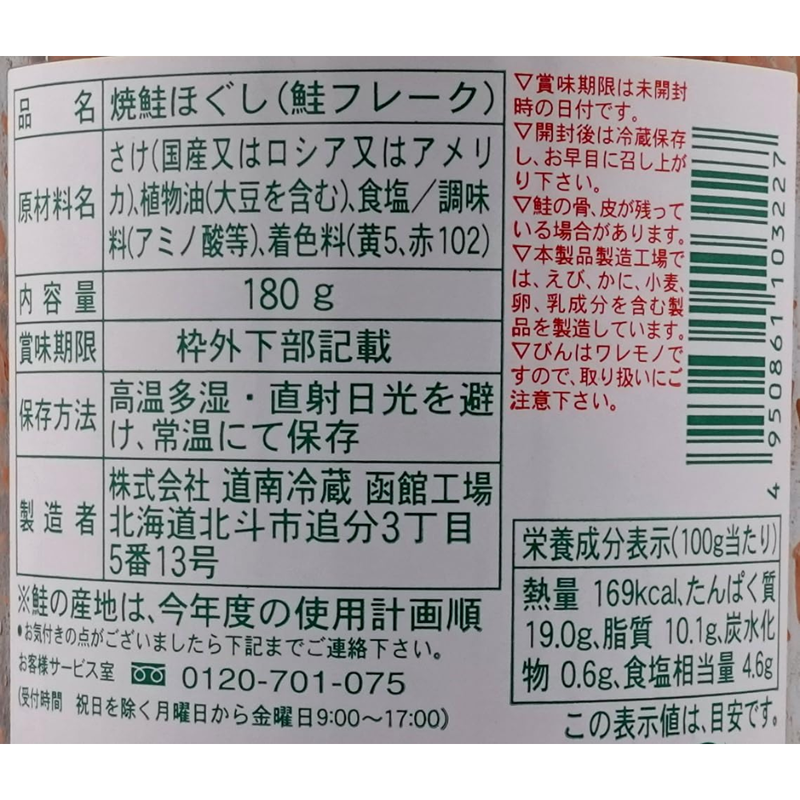 品名 焼鮭ほぐし(鮭フレーク)
原材料名 さけ(国産又はロシア又はアメリ
カ)、植物油(大豆を含む)、食塩／調味
料(アミノ酸等)、着色料(黄5、赤102)
内容量 180g
賞味期限 枠外下部記載
保存方法 高温多湿・直射日光を避
け、常温にて保存
製造者 株式会社 道南冷蔵 函館工場
北海道北斗市追分3丁目
5番13号
※鮭の産地は、今年度の使用計画順
●お気付きの点がございましたら下記までご連絡下さい。
お客様サービス室 0120-701-075
(受付時間 祝日を除く月曜日から金曜日9:00〜17:00)
▽賞味期限は未開封
時の日付です。
▽開封後は冷蔵保存
し、お早目に召し上が
り下さい。
▽鮭の骨、皮が残って
いる場合があります。
▽本製品製造工場で
は、えび、かに、小麦、
卵、乳成分を含む製
品を製造しています。
▽びんはワレモノで
すので、取り扱いにご
注意下さい。
4 950861 103227
栄養成分表示(100g当たり)
熱量 169kcal、たんぱく質
19.0g、脂質 10.1g、炭水化
物 0.6g、食塩相当量 4.6g
この表示値は、目安です。